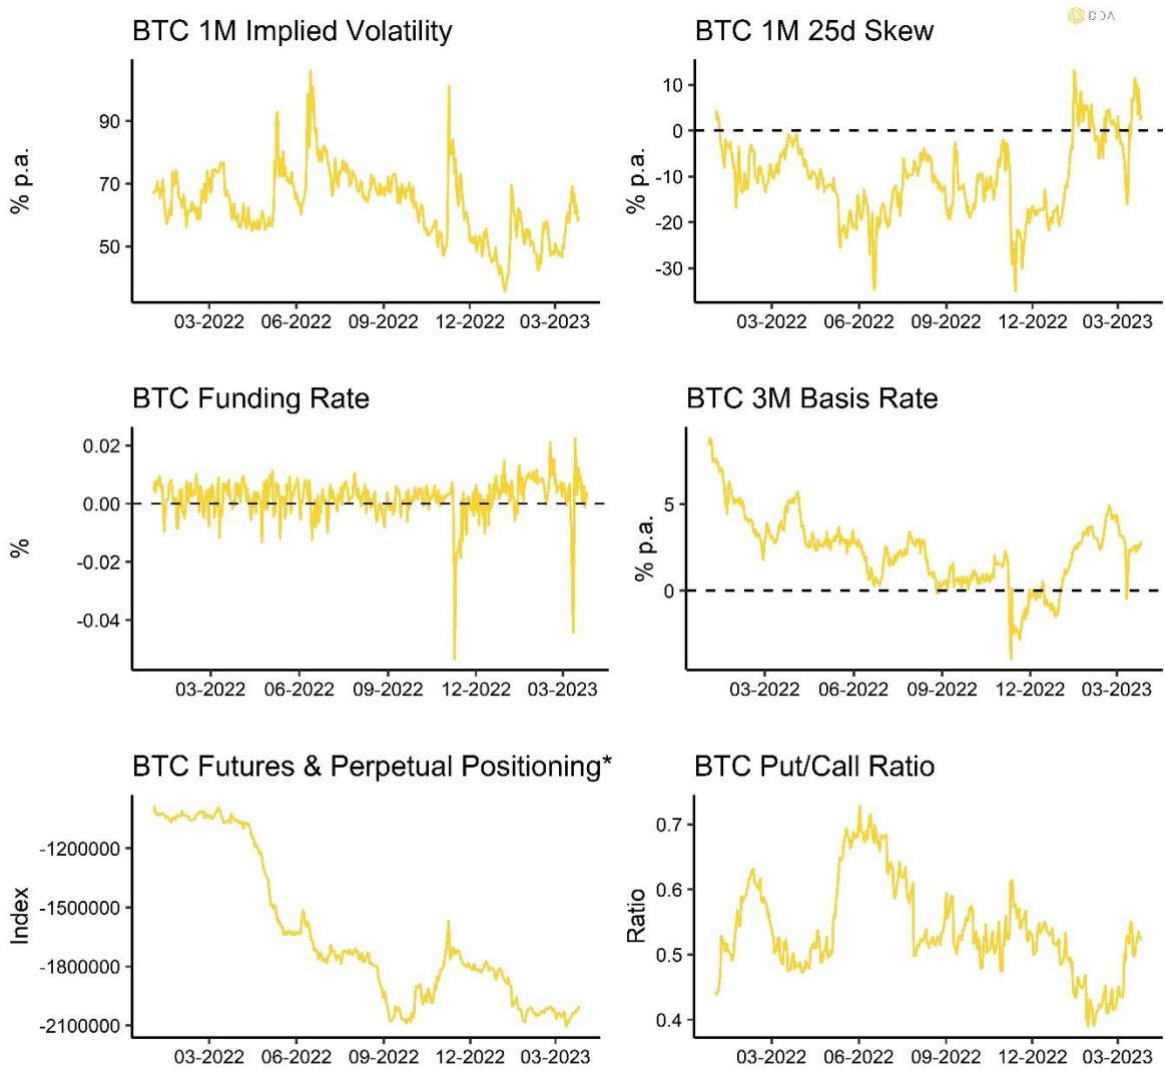 DDA
BTC 1M Implied Volatility
% p.a.
90
70
50
03-2022 06-2022 09-2022 12-2022 03-2023
BTC 1M 25d Skew
% p.a.
10
0
-10
-20
-30
03-2022 06-2022 09-2022 12-2022 03-2023
BTC Funding Rate
%
0.02
0.00
-0.02
-0.04
03-2022 06-2022 09-2022 12-2022 03-2023
BTC 3M Basis Rate
% p.a.
5
0
03-2022 06-2022 09-2022 12-2022 03-2023
BTC Futures & Perpetual Positioning*
Index
-1200000
-1500000
-1800000
-2100000
03-2022 06-2022 09-2022 12-2022 03-2023
BTC Put/Call Ratio
Ratio
0.7
0.6
0.5
0.4
03-2022 06-2022 09-2022 12-2022 03-2023